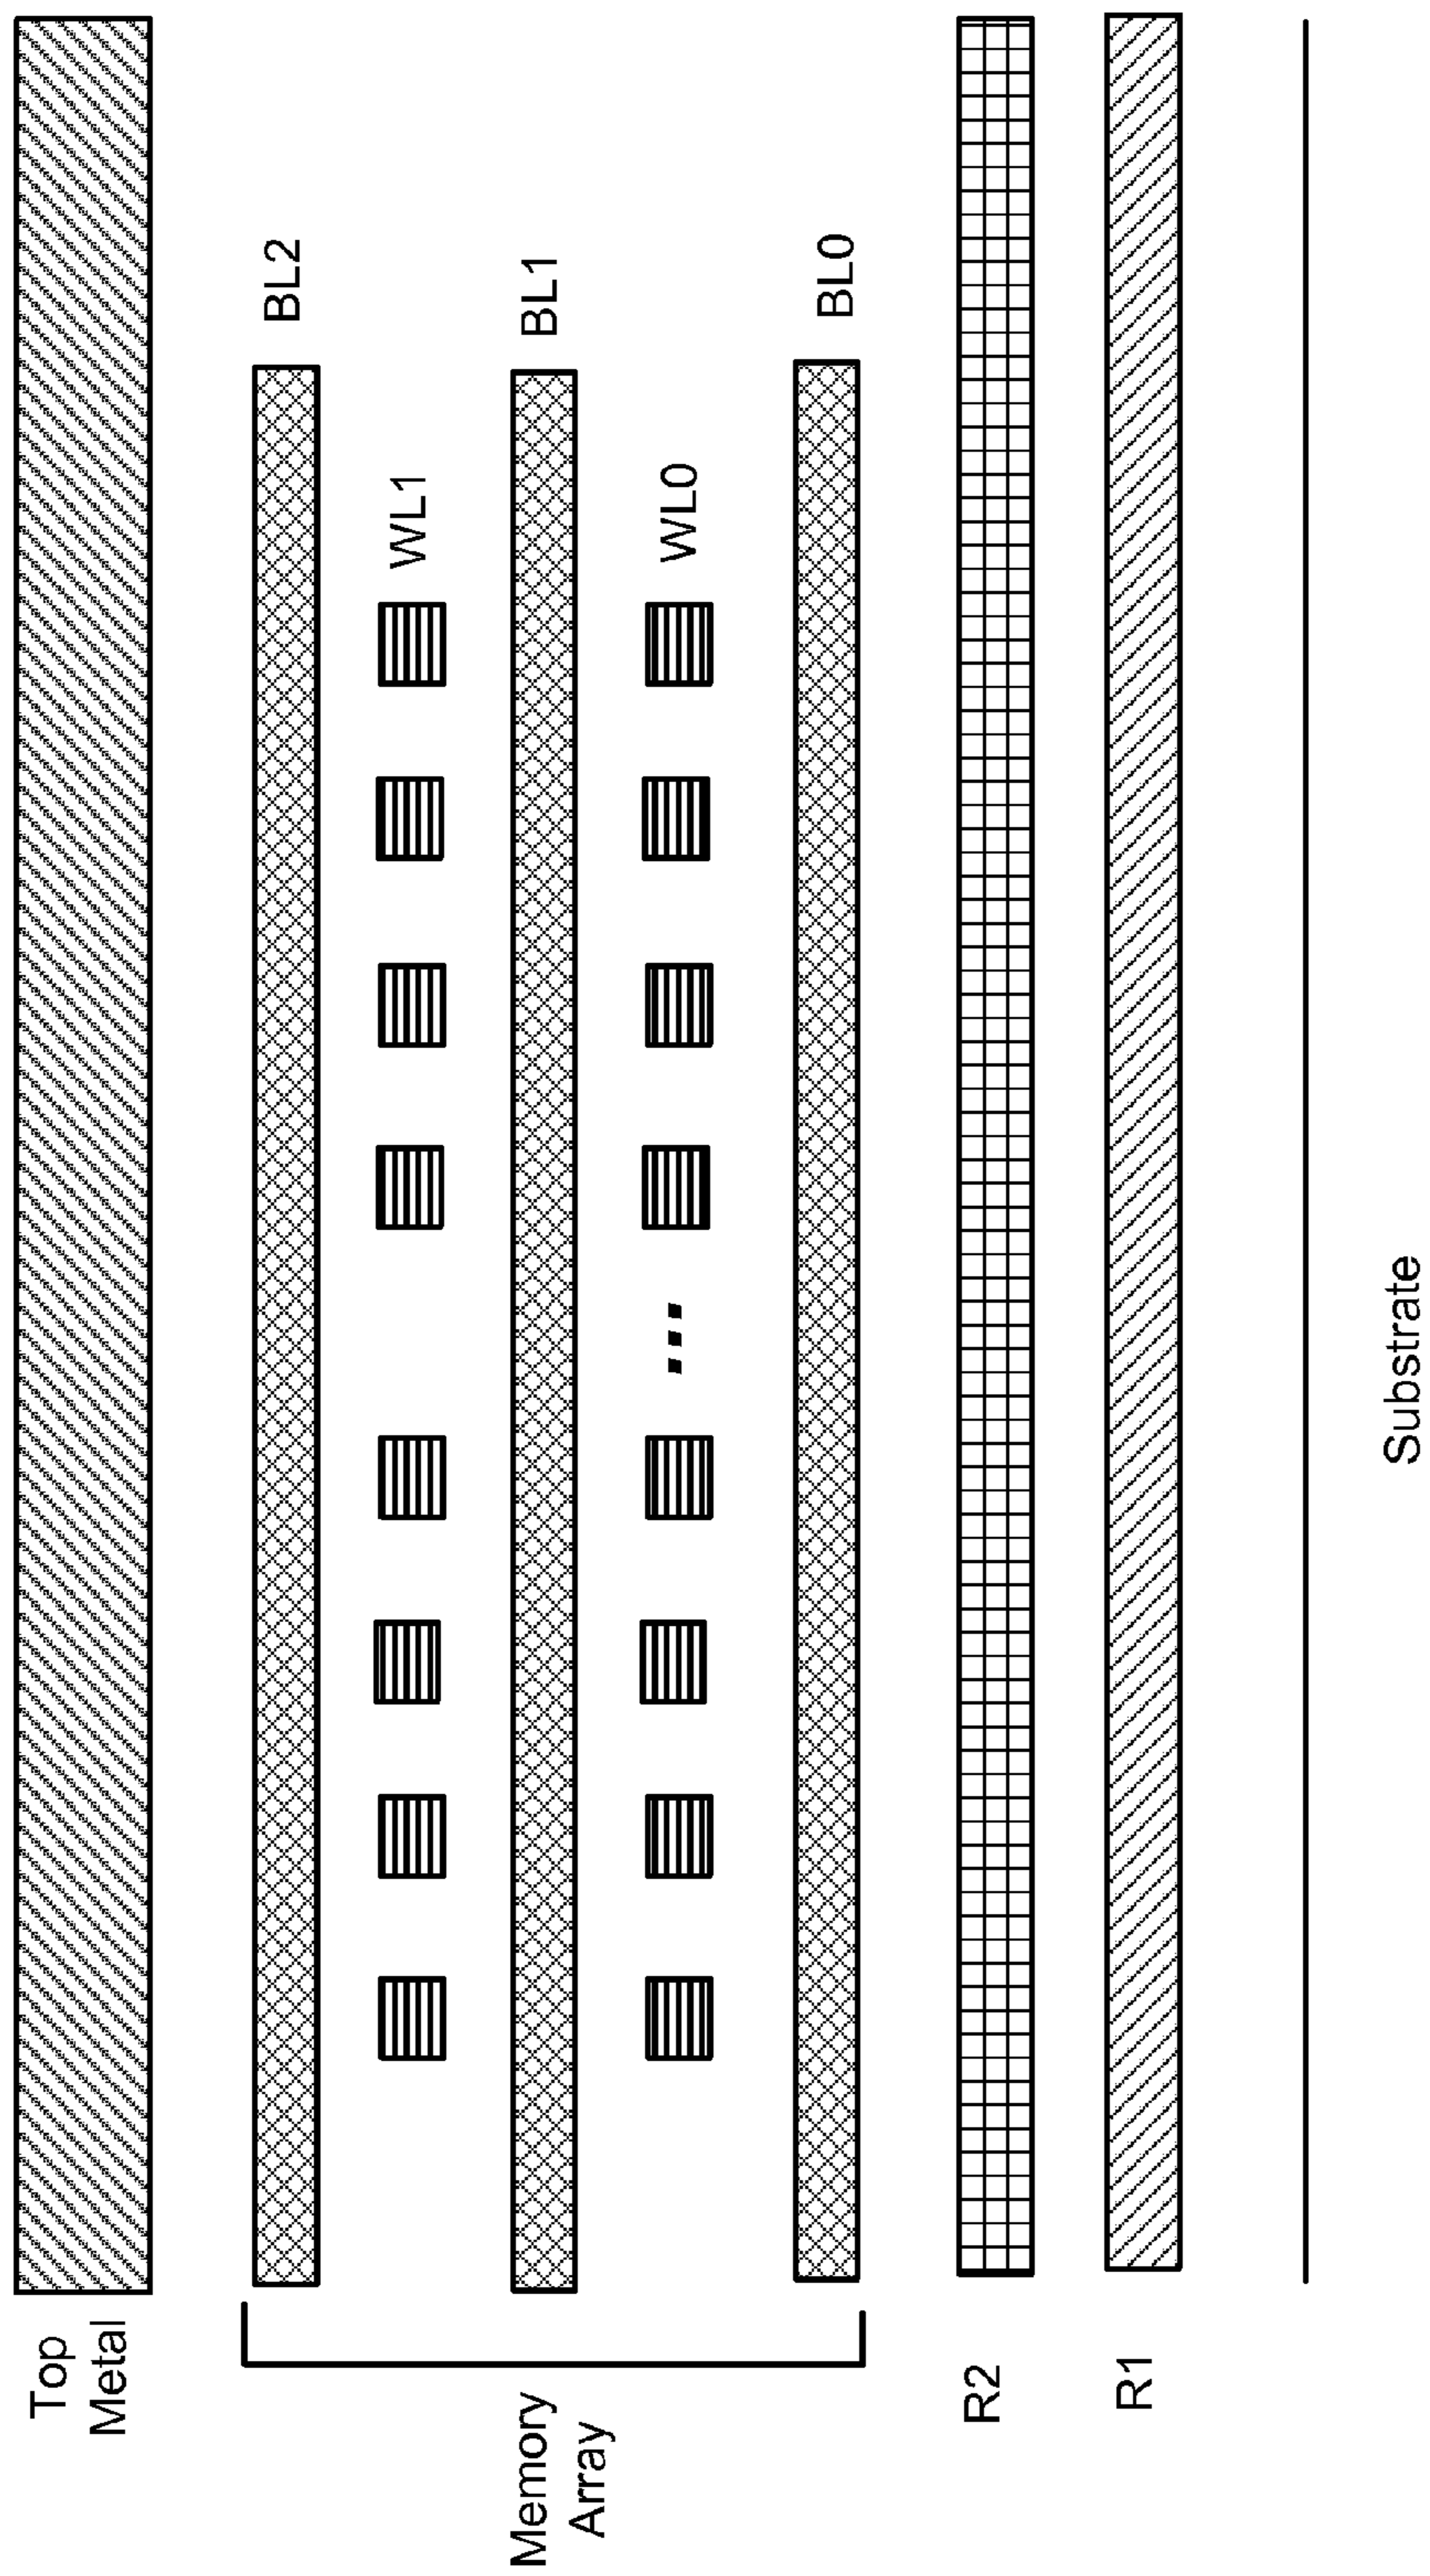 Top
Metal
BL2
WL1
BL1
Memory
Array
WL0
BL0
R2
R1
Substrate